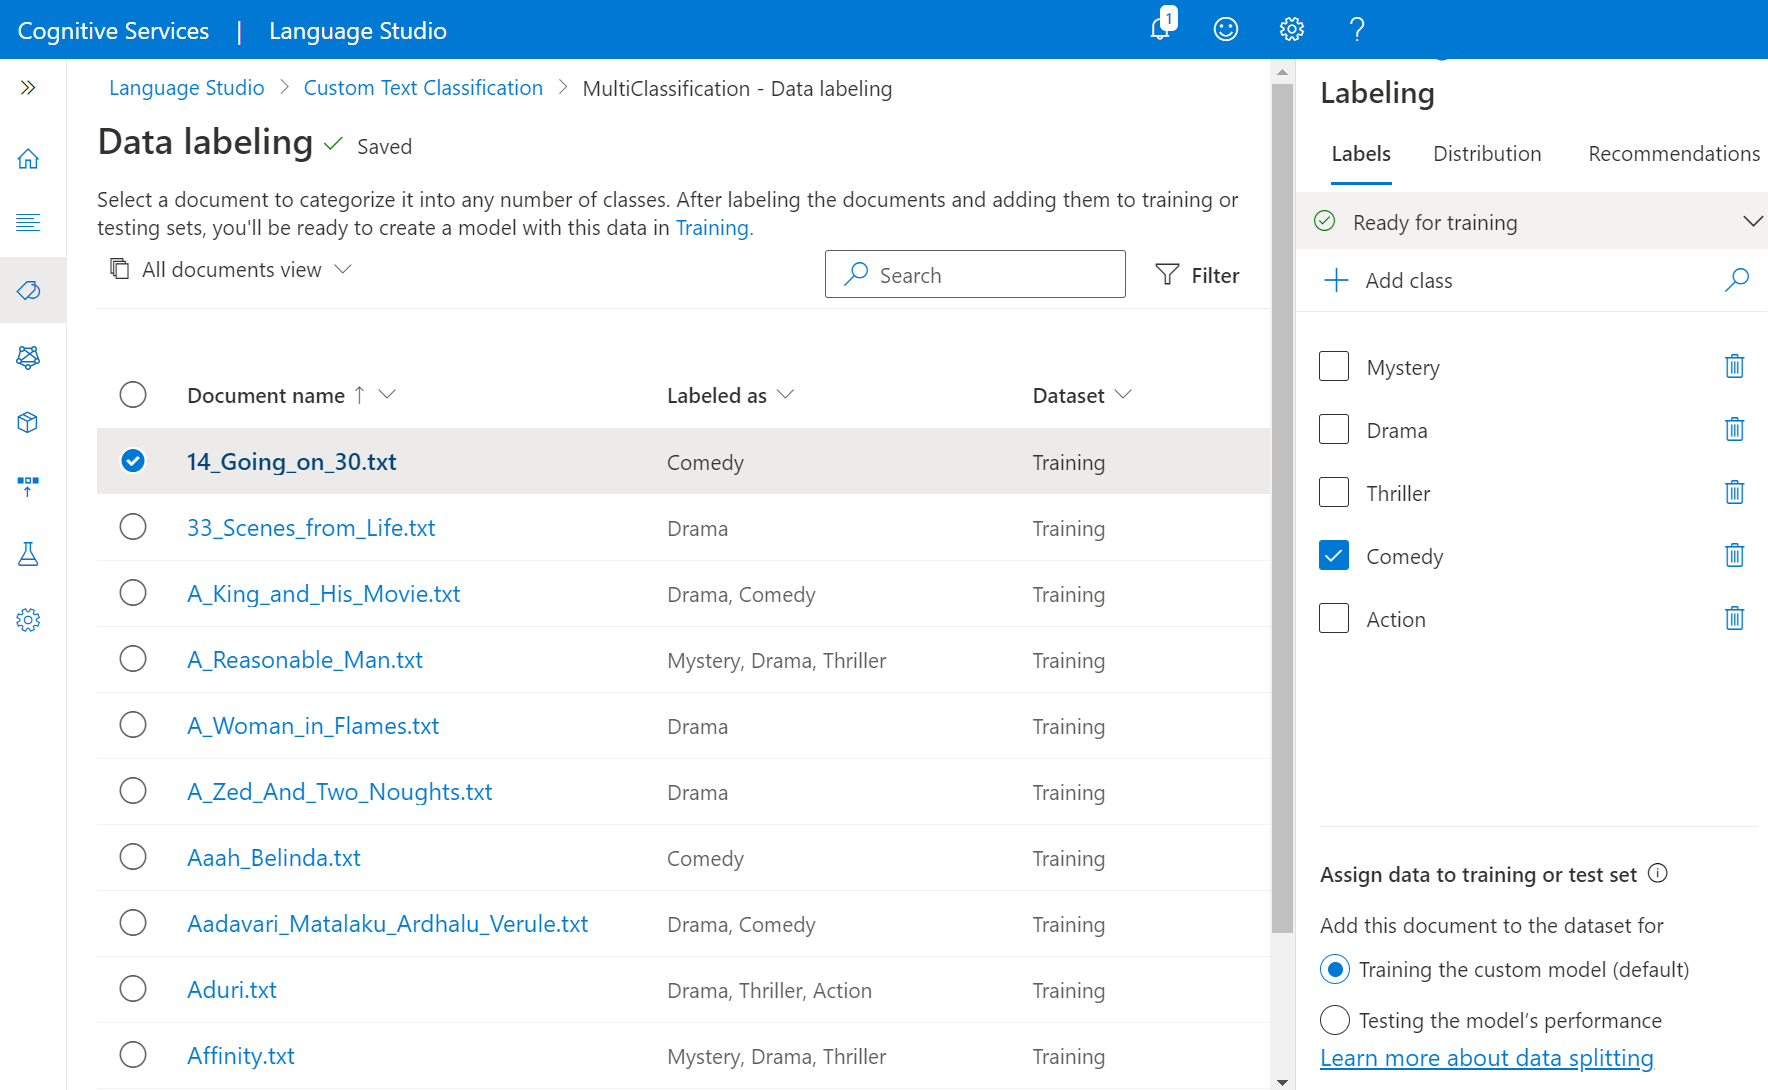 Cognitive Services | Language Studio
1
Language Studio > Custom Text Classification > MultiClassification - Data labeling
Data labeling Saved
Select a document to categorize it into any number of classes. After labeling the documents and adding them to training or
testing sets, you'll be ready to create a model with this data in Training.
All documents view
Search
Filter
Document name ↑ Labeled as Dataset
14_Going_on_30.txt Comedy Training
33_Scenes_from_Life.txt Drama Training
A_King_and_His_Movie.txt Drama, Comedy Training
A_Reasonable_Man.txt Mystery, Drama, Thriller Training
A_Woman_in_Flames.txt Drama Training
A_Zed_And_Two_Noughts.txt Drama Training
Aaah_Belinda.txt Comedy Training
Aadavari_Matalaku_Ardhalu_Verule.txt Drama, Comedy Training
Aduri.txt Drama, Thriller, Action Training
Affinity.txt Mystery, Drama, Thriller Training
Labeling
Labels Distribution Recommendations
Ready for training
Add class
Mystery
Drama
Thriller
Comedy
Action
Assign data to training or test set
Add this document to the dataset for
Training the custom model (default)
Testing the model's performance
Learn more about data splitting